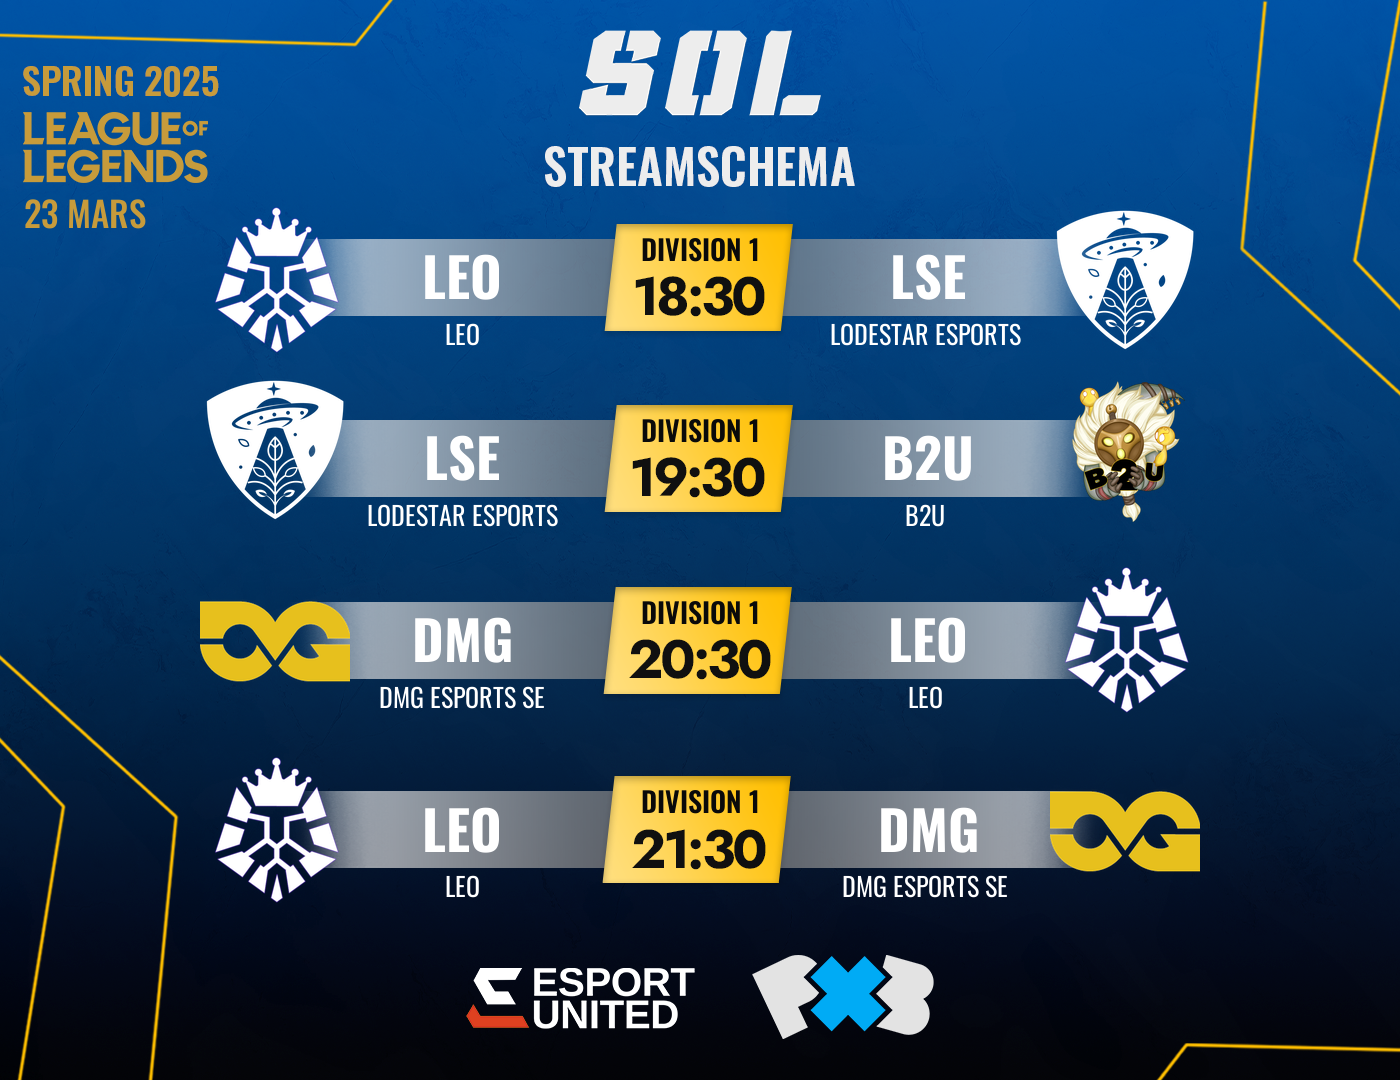 SPRING 2025
LEAGUE OF
LEGENDS
23 MARS
SOL
STREAMSCHEMA
LEO
LEO
DIVISION 1
18:30
LSE
LODESTAR ESPORTS
LSE
LODESTAR ESPORTS
DIVISION 1
19:30
B2U
B2U
B2U
DMG
DMG ESPORTS SE
DIVISION 1
20:30
LEO
LEO
LEO
LEO
DIVISION 1
21:30
DMG
DMG ESPORTS SE
ESPORT
UNITED
PXB